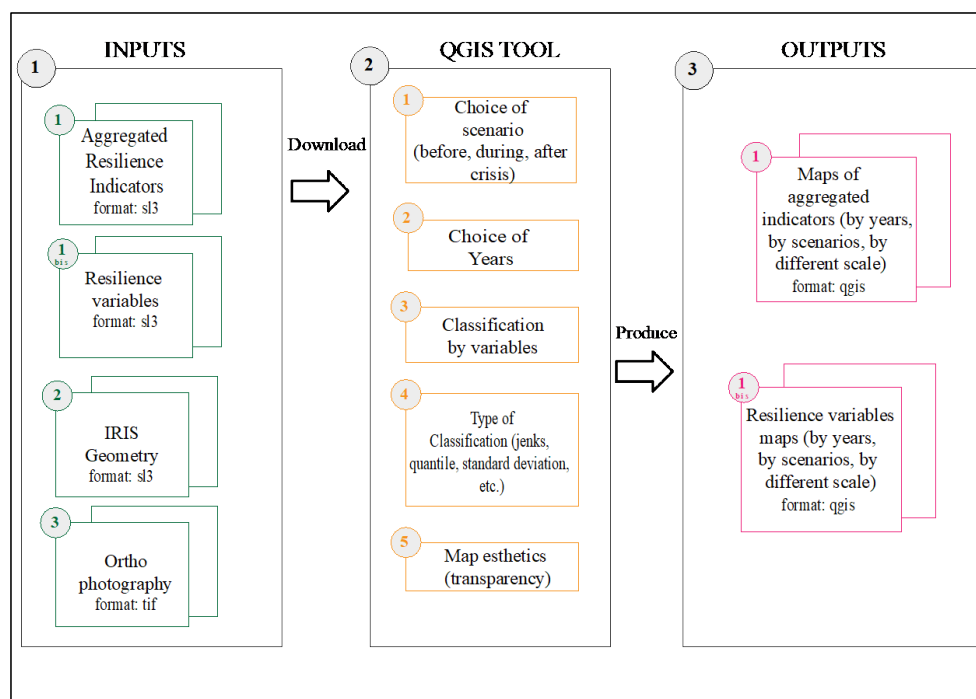 INPUTS
1
1
Aggregated
Resilience
Indicators
format: sl3
1
bis
Resilience
variables
format: sl3
2
IRIS
Geometry
format: sl3
3
Ortho
photography
format: tif
Download
QGIS TOOL
2
1
Choice of
scenario
(before, during, after
crisis)
2
Choice of
Years
3
Classification
by variables
4
Type of
Classification (jenks,
quantile, standard deviation,
etc.)
5
Map esthetics
(transparency)
Produce
OUTPUTS
3
1
Maps of
aggregated
indicators (by years,
by scenarios, by
different scale)
format: qgis
1
bis
Resilience variables
maps (by years,
by scenarios, by
different scale)
format: qgis